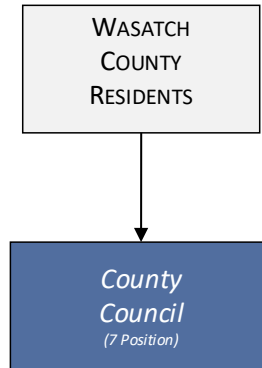 WASATCH
COUNTY
RESIDENTS
County
Council
(7 Position)